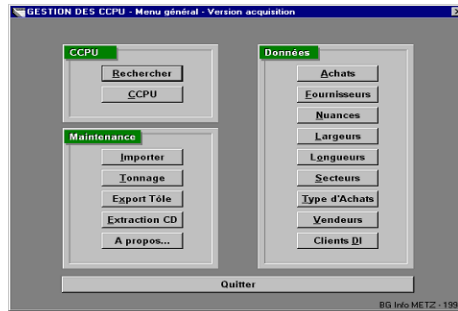 GESTION DES CCPU - Menu général - Version acquisition
CCPU
Rechercher
CCPU
Maintenance
Importer
Tonnage
Export Tôle
Extraction CD
A propos...
Données
Achats
Fournisseurs
Nuances
Largeurs
Longueurs
Secteurs
Type d'Achats
Vendeurs
Clients DI
Quitter
BG Info METZ - 199